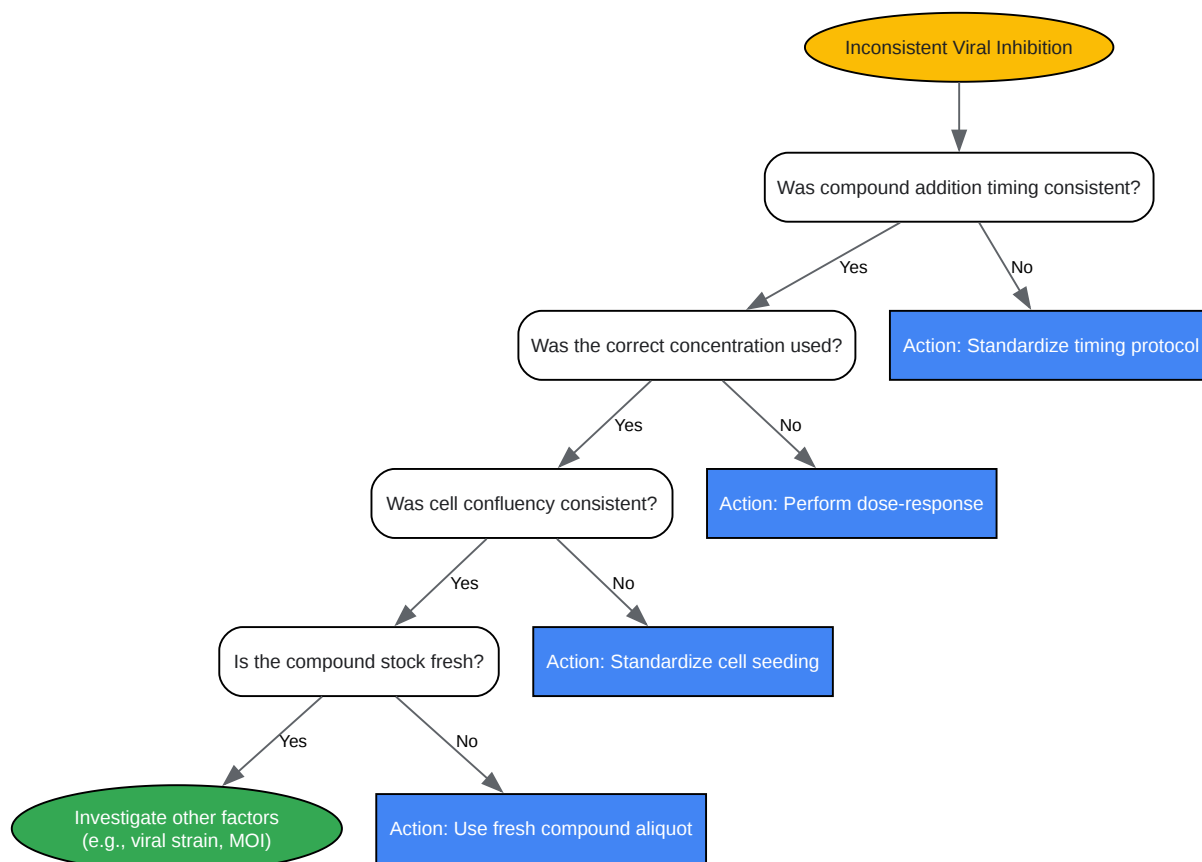 Inconsistent Viral Inhibition
Was compound addition timing consistent?
Yes
No
Was the correct concentration used?
Action: Standardize timing protocol
Yes
No
Was cell confluency consistent?
Action: Perform dose-response
Yes
No
Is the compound stock fresh?
Action: Standardize cell seeding
Yes
No
Investigate other factors
(e.g., viral strain, MOI)
Action: Use fresh compound aliquot